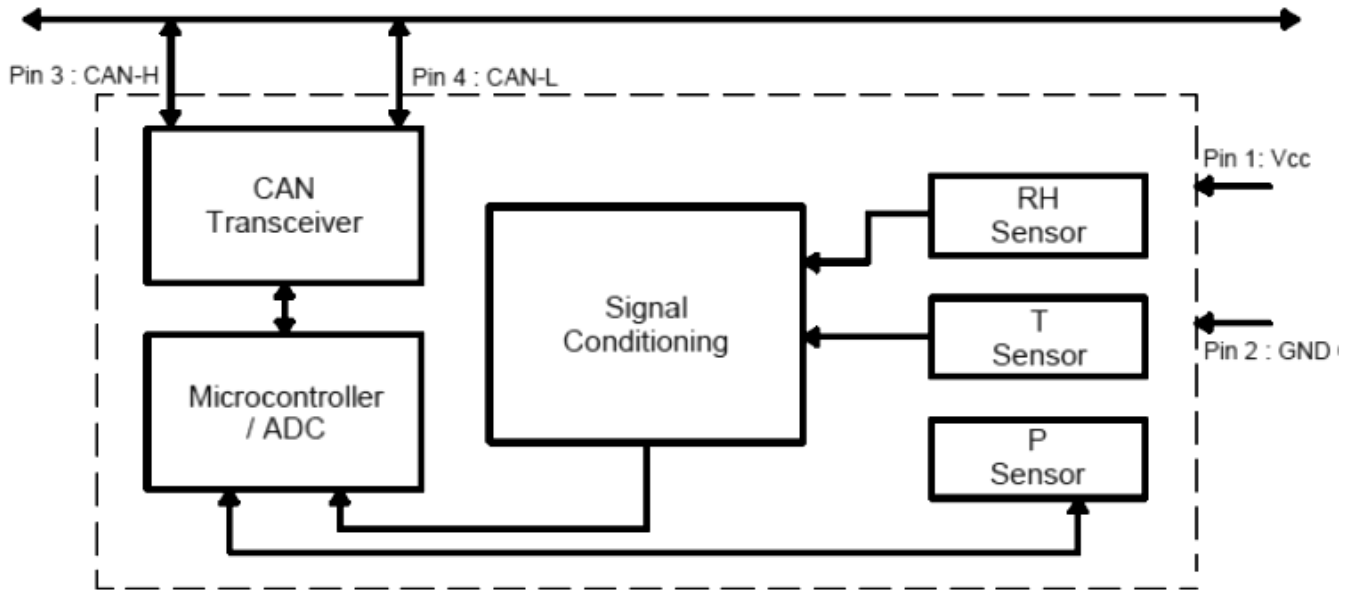 Pin 3 : CAN-H
Pin 4 : CAN-L
CAN
Transceiver
Microcontroller
/ ADC
Signal
Conditioning
RH
Sensor
T
Sensor
P
Sensor
Pin 1: Vcc
Pin 2 : GND